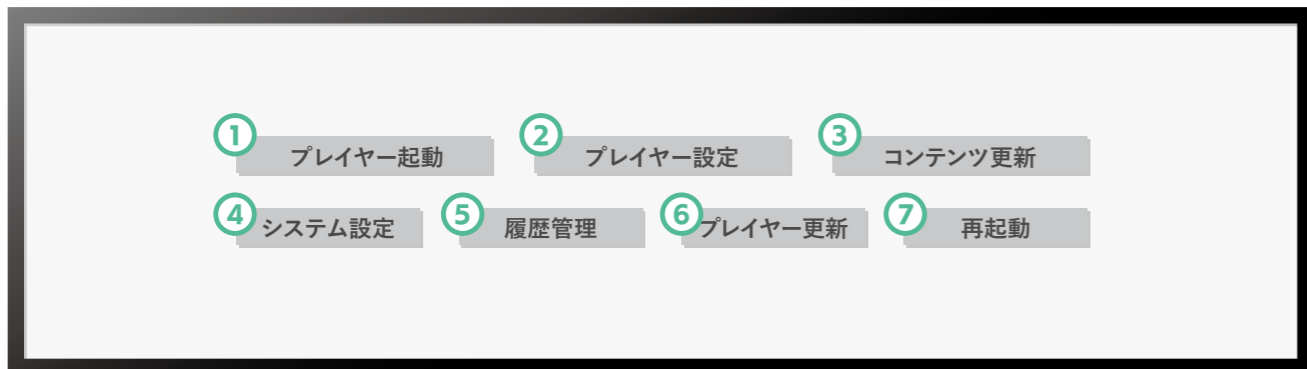 1 プレイヤー起動 2 プレイヤー設定 3 コンテンツ更新
4 システム設定 5 履歴管理 6 プレイヤー更新 7 再起動